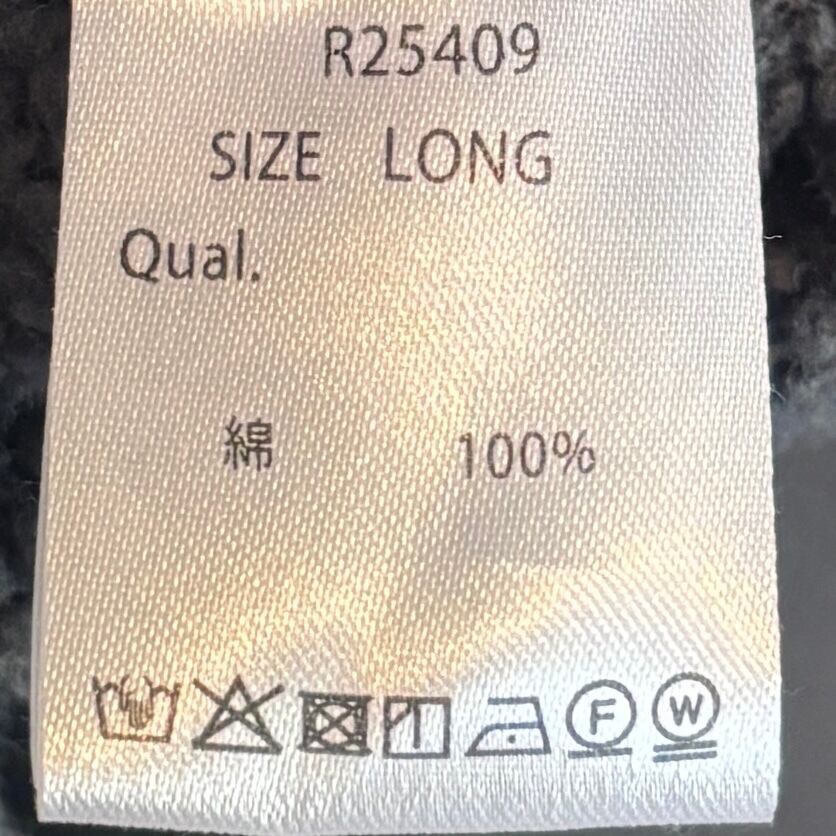 R25409
SIZE LONG
Qual.
綿 100%
F W